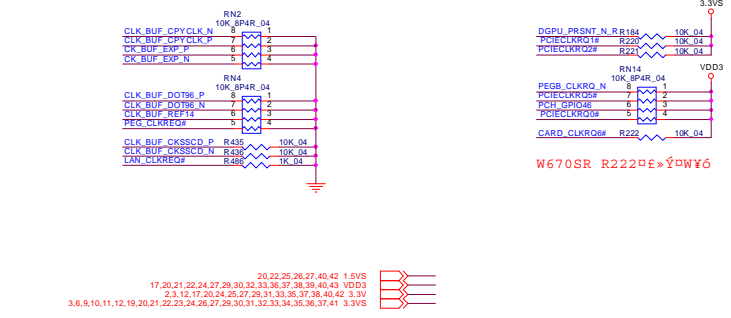 RN2
10K_8P4R_04
CLK_BUF_CPYCLK_N 8 1
CLK_BUF_CPYCLK_P 7 2
CK_BUF_EXP_P 6 3
CK_BUF_EXP_N 5 4
RN4
10K_8P4R_04
CLK_BUF_DOT96_P 8 1
CLK_BUF_DOT96_N 7 2
CLK_BUF_REF14 6 3
PEG_CLKREQ# 5 4
CLK_BUF_CKSSCD_P R435 10K_04
CLK_BUF_CKSSCD_N R436 10K_04
LAN_CLKREQ# R486 1K_04
3.3VS
DGPU_PRSNT_N_R R184 10K_04
PCIECLKRQ1# R220 10K_04
PCIECLKRQ2# R221 10K_04
RN14 VDD3
10K_8P4R_04
PEGB_CLKRQ_N 8 1
PCIECLKRQ5# 7 2
PCH_GPIO46 6 3
PCIECLKRQ0# 5 4
CARD_CLKRQ6# R222 10K_04
W670SR R222¤£»Ý¤W¥ó
20,22,25,26,27,40,42 1.5VS
17,20,21,22,24,27,29,30,32,33,36,37,38,39,40,43 VDD3
2,3,12,17,20,24,25,27,29,31,33,35,37,38,40,42 3.3V
3,6,9,10,11,12,19,20,21,22,23,24,26,27,29,30,31,32,33,34,35,36,37,41 3.3VS